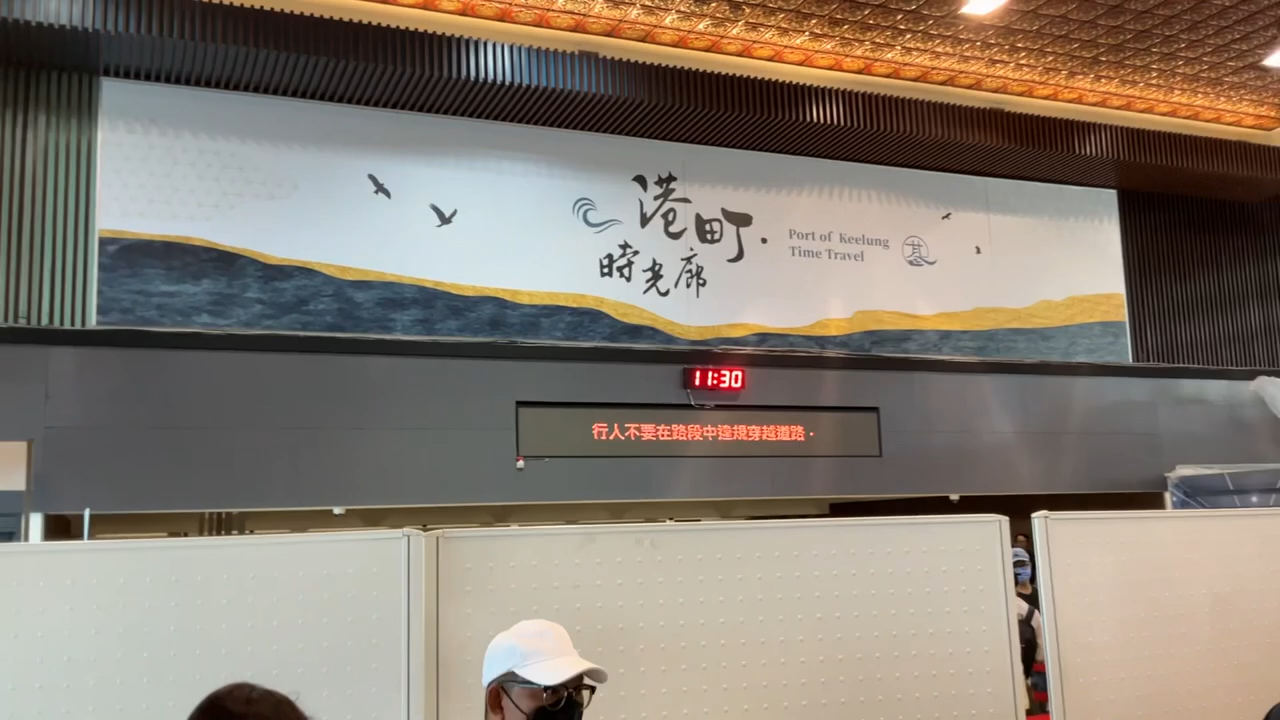 港町.
時光廊
Port of Keelung
Time Travel
基
11:30
行人不要在路段中違規穿越道路。